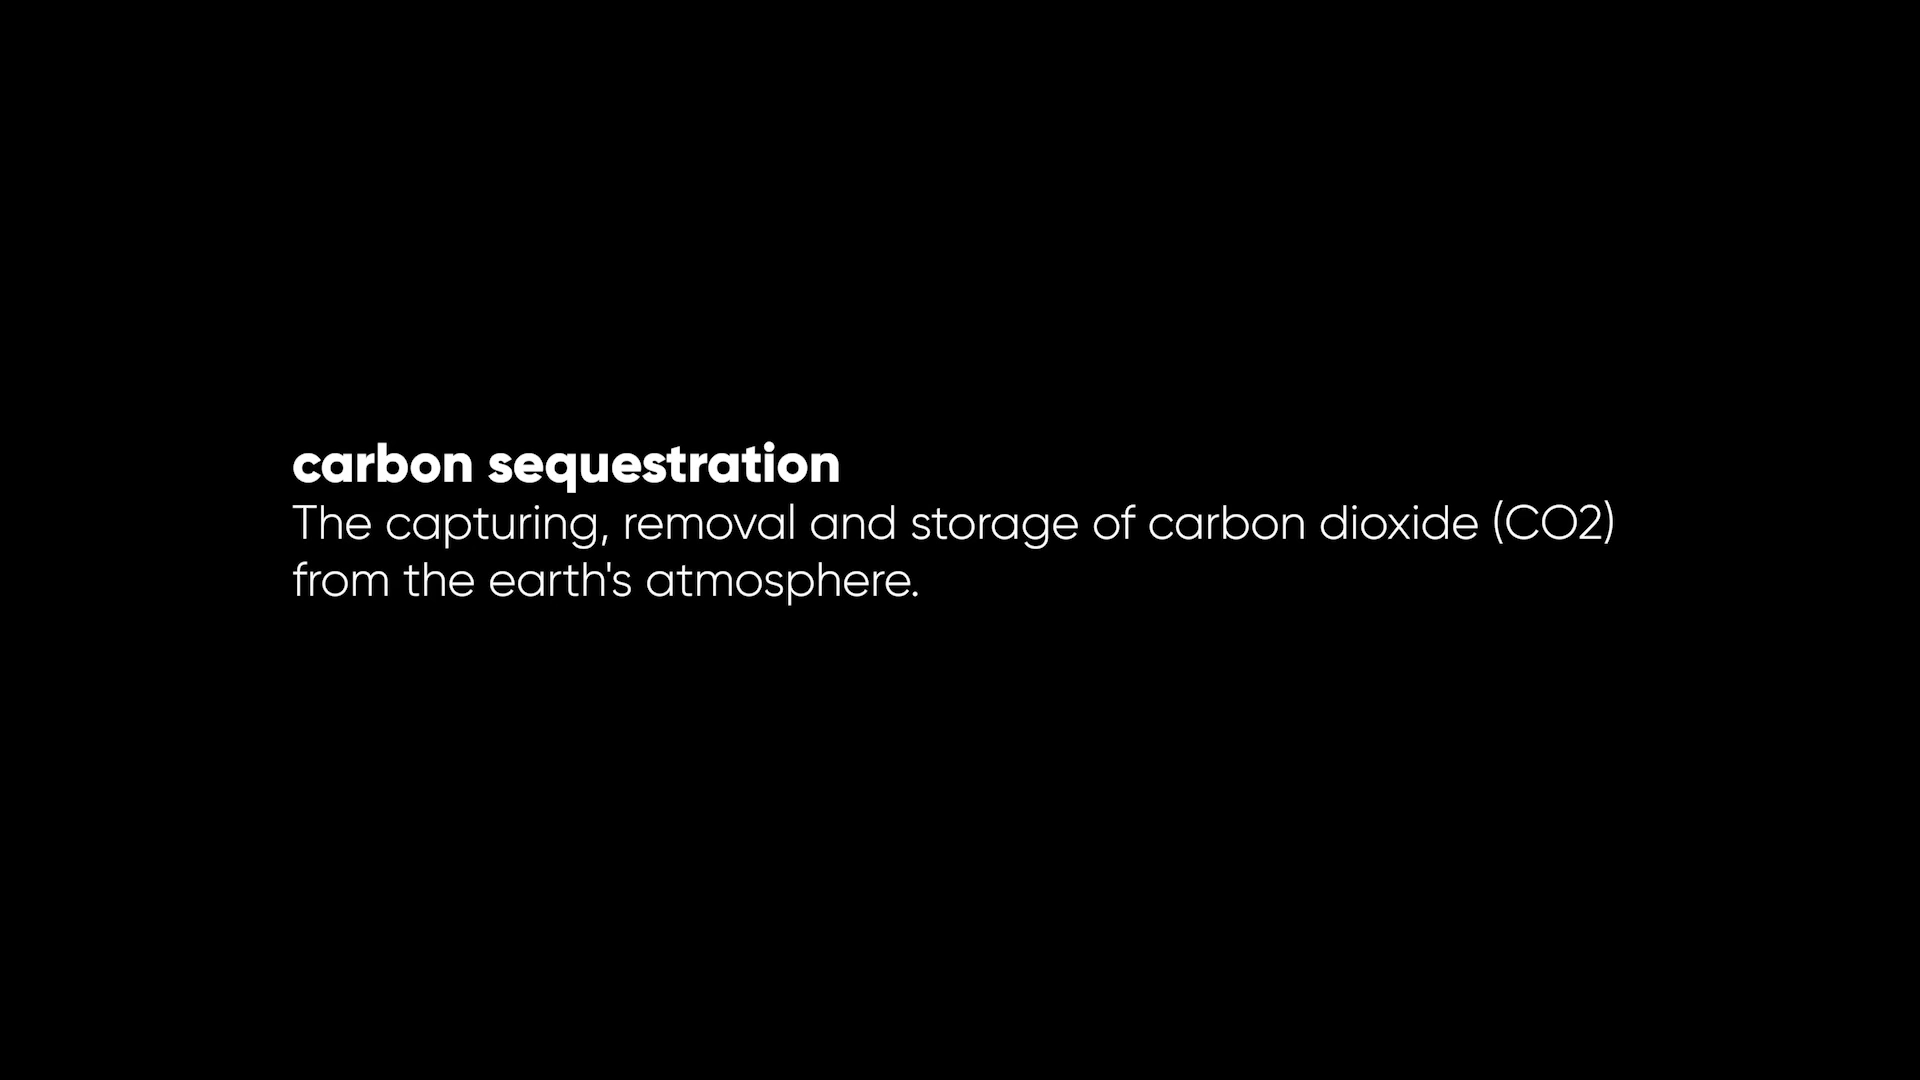 carbon sequestration
The capturing, removal and storage of carbon dioxide (CO2)
from the earth's atmosphere.